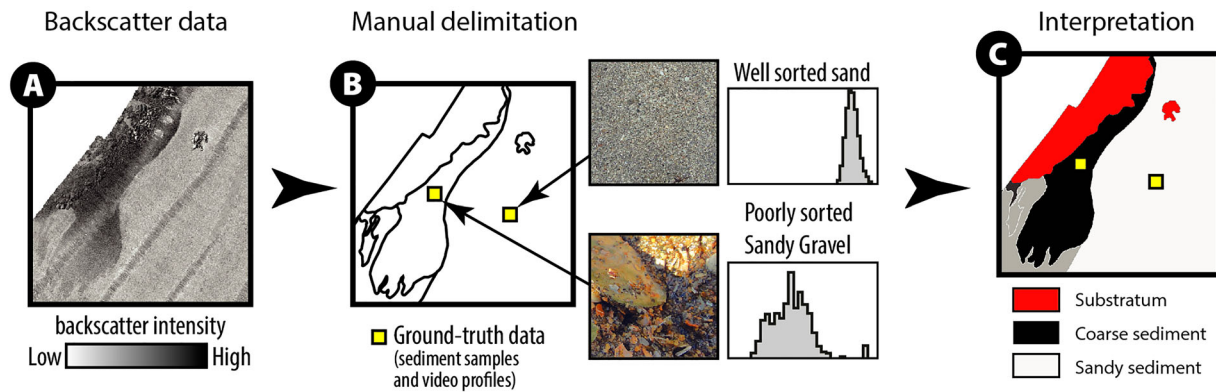 Backscatter data
Manual delimitation
Interpretation
A
B
C
Well sorted sand
Poorly sorted
Sandy Gravel
backscatter intensity
Low
High
Ground-truth data
(sediment samples
and video profiles)
Substratum
Coarse sediment
Sandy sediment